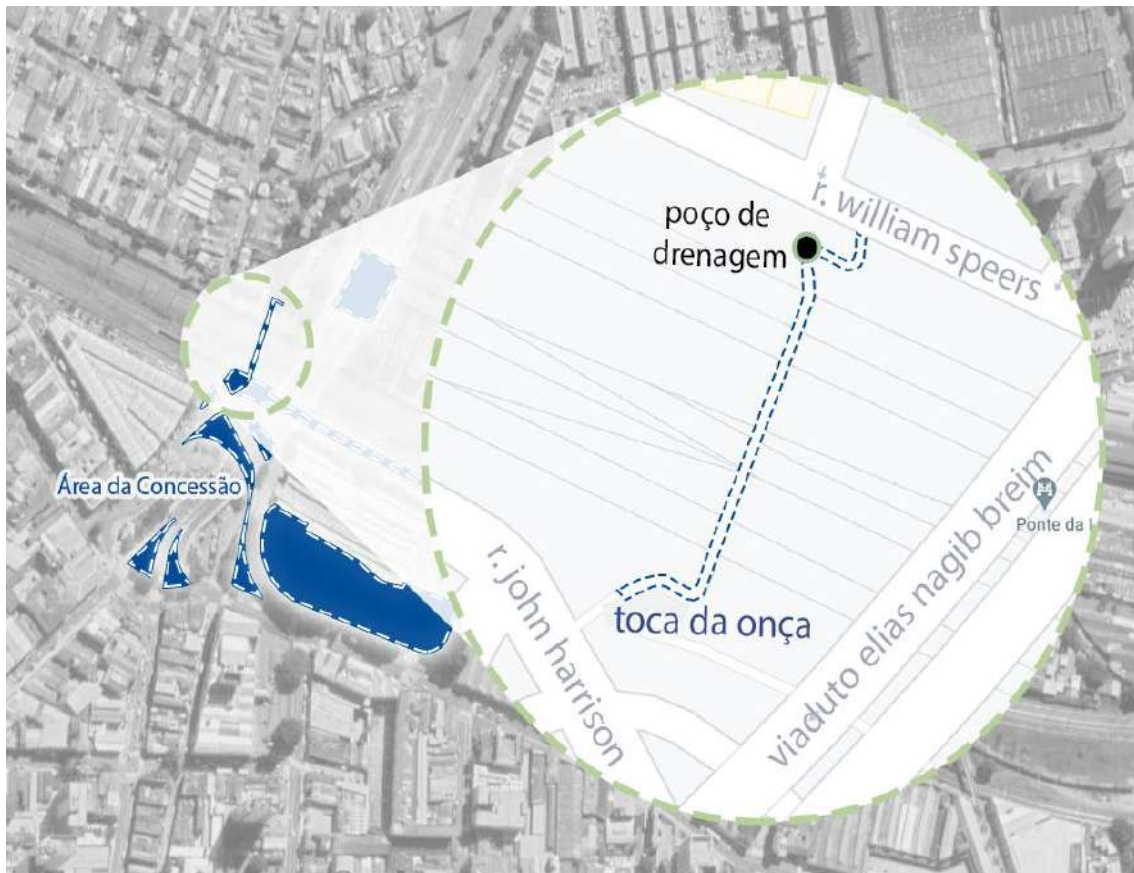 poço de
drenagem
r. william speers
Área da Concessão
Ponte da l
toca da onça
r. john harrison
viaduto elias nagib breim